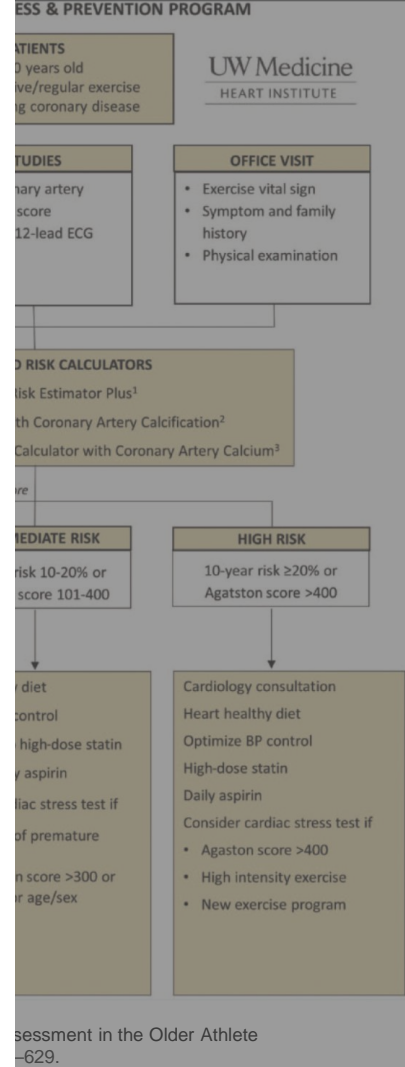 ESS & PREVENTION PROGRAM
ATIENTS
0 years old
ive/regular exercise
ng coronary disease
UW Medicine
HEART INSTITUTE
TUDIES
nary artery
score
12-lead ECG
OFFICE VISIT
• Exercise vital sign
• Symptom and family
history
• Physical examination
D RISK CALCULATORS
Risk Estimator Plus¹
th Coronary Artery Calcification²
Calculator with Coronary Artery Calcium³
ore
MEDIATE RISK
risk 10-20% or
score 101-400
HIGH RISK
10-year risk ≥20% or
Agatston score >400
y diet
control
high-dose statin
y aspirin
diac stress test if
of premature
n score >300 or
or age/sex
Cardiology consultation
Heart healthy diet
Optimize BP control
High-dose statin
Daily aspirin
Consider cardiac stress test if
• Agaston score >400
• High intensity exercise
• New exercise program
sessment in the Older Athlete
–629.